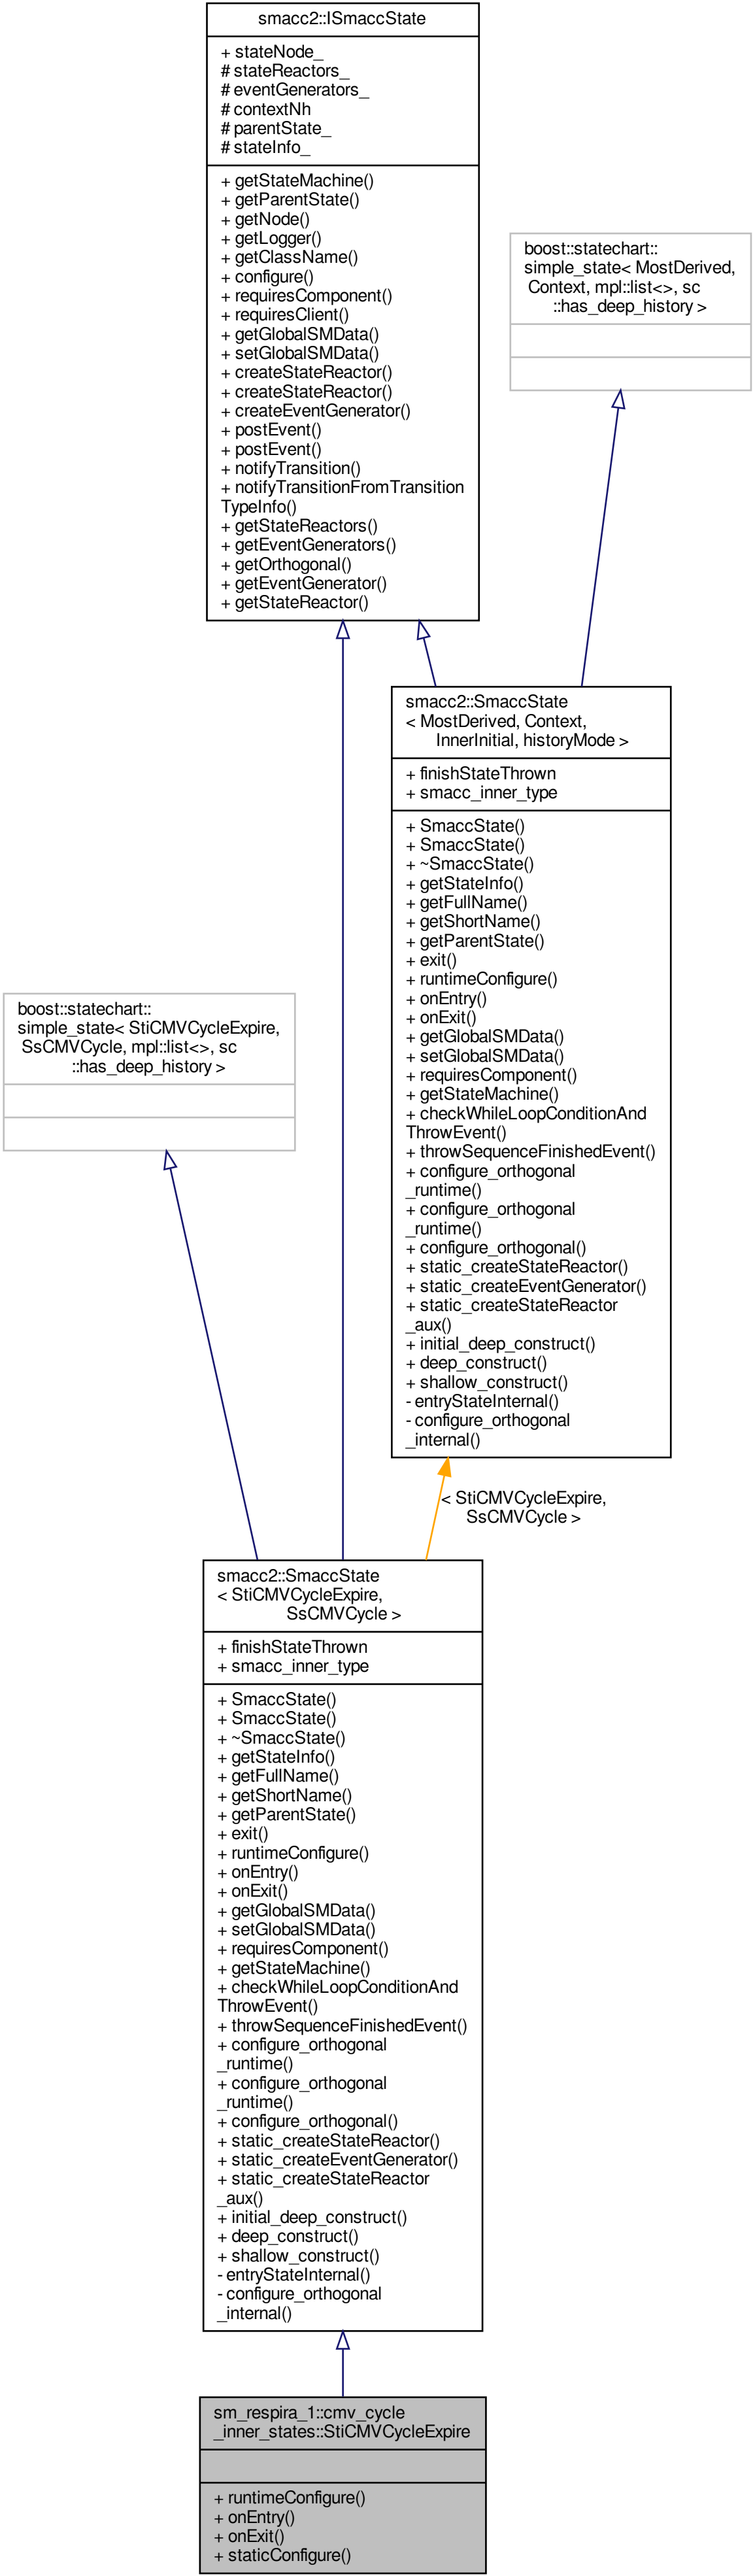 smacc2::ISmaccState
+ stateNode_
# stateReactors_
# eventGenerators_
# contextNh
# parentState_
# stateInfo_
+ getStateMachine()
+ getParentState()
+ getNode()
+ getLogger()
+ getClassName()
+ configure()
+ requiresComponent()
+ requiresClient()
+ getGlobalSMData()
+ setGlobalSMData()
+ createStateReactor()
+ createStateReactor()
+ createEventGenerator()
+ postEvent()
+ postEvent()
+ notifyTransition()
+ notifyTransitionFromTransition
TypeInfo()
+ getStateReactors()
+ getEventGenerators()
+ getOrthogonal()
+ getEventGenerator()
+ getStateReactor()
boost::statechart::
simple_state< MostDerived,
Context, mpl::list<>, sc
::has_deep_history >
smacc2::SmaccState
< MostDerived, Context,
InnerInitial, historyMode >
+ finishStateThrown
+ smacc_inner_type
+ SmaccState()
+ SmaccState()
+ ~SmaccState()
+ getStateInfo()
+ getFullName()
+ getShortName()
+ getParentState()
+ exit()
+ runtimeConfigure()
+ onEntry()
+ onExit()
+ getGlobalSMData()
+ setGlobalSMData()
+ requiresComponent()
+ getStateMachine()
+ checkWhileLoopConditionAnd
ThrowEvent()
+ throwSequenceFinishedEvent()
+ configure_orthogonal
_runtime()
+ configure_orthogonal
_runtime()
+ configure_orthogonal()
+ static_createStateReactor()
+ static_createEventGenerator()
+ static_createStateReactor
_aux()
+ initial_deep_construct()
+ deep_construct()
+ shallow_construct()
- entryStateInternal()
- configure_orthogonal
_internal()
boost::statechart::
simple_state< StiCMVCycleExpire,
SsCMVCycle, mpl::list<>, sc
::has_deep_history >
< StiCMVCycleExpire,
SsCMVCycle >
smacc2::SmaccState
< StiCMVCycleExpire,
SsCMVCycle >
+ finishStateThrown
+ smacc_inner_type
+ SmaccState()
+ SmaccState()
+ ~SmaccState()
+ getStateInfo()
+ getFullName()
+ getShortName()
+ getParentState()
+ exit()
+ runtimeConfigure()
+ onEntry()
+ onExit()
+ getGlobalSMData()
+ setGlobalSMData()
+ requiresComponent()
+ getStateMachine()
+ checkWhileLoopConditionAnd
ThrowEvent()
+ throwSequenceFinishedEvent()
+ configure_orthogonal
_runtime()
+ configure_orthogonal
_runtime()
+ configure_orthogonal()
+ static_createStateReactor()
+ static_createEventGenerator()
+ static_createStateReactor
_aux()
+ initial_deep_construct()
+ deep_construct()
+ shallow_construct()
- entryStateInternal()
- configure_orthogonal
_internal()
sm_respira_1::cmv_cycle
_inner_states::StiCMVCycleExpire
+ runtimeConfigure()
+ onEntry()
+ onExit()
+ staticConfigure()